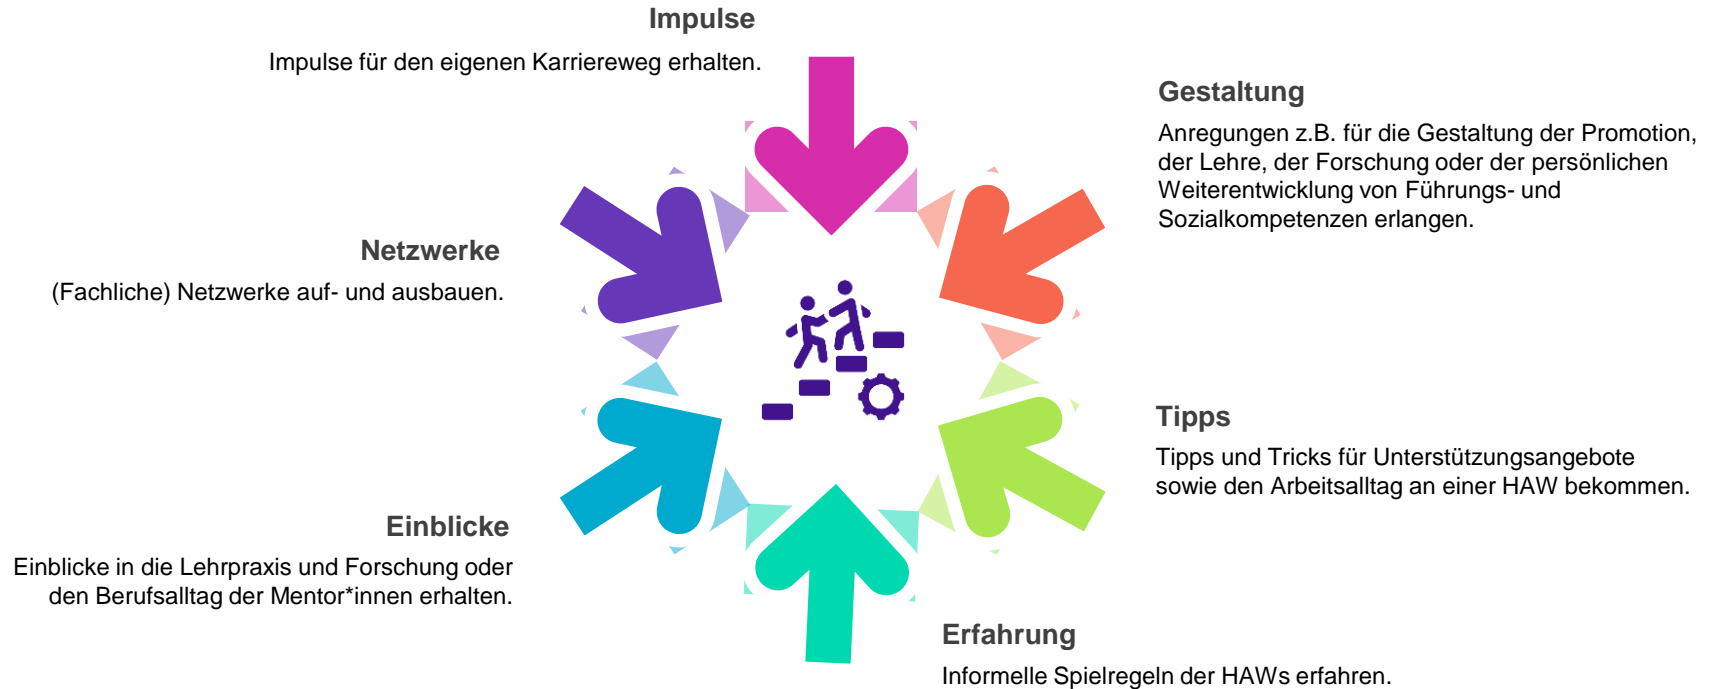 Impulse
Impulse für den eigenen Karriereweg erhalten.
Gestaltung
Anregungen z.B. für die Gestaltung der Promotion,
der Lehre, der Forschung oder der persönlichen
Weiterentwicklung von Führungs- und
Sozialkompetenzen erlangen.
Netzwerke
(Fachliche) Netzwerke auf- und ausbauen.
Tipps
Tipps und Tricks für Unterstützungsangebote
sowie den Arbeitsalltag an einer HAW bekommen.
Einblicke
Einblicke in die Lehrpraxis und Forschung oder
den Berufsalltag der Mentor*innen erhalten.
Erfahrung
Informelle Spielregeln der HAWs erfahren.